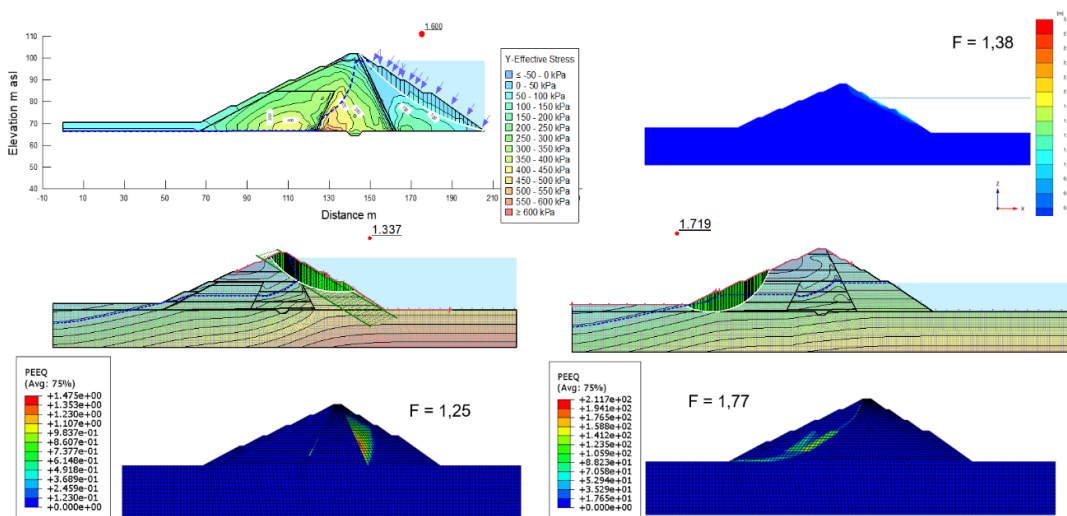 1.600
Elevation m asl
110
100
90
80
70
60
50
40
-10
10
30
50
70
90
110
130
150
170
190
210
Distance m
Y-Effective Stress
≤ -50 - 0 kPa
0 - 50 kPa
50 - 100 kPa
100 - 150 kPa
150 - 200 kPa
200 - 250 kPa
250 - 300 kPa
300 - 350 kPa
350 - 400 kPa
400 - 450 kPa
450 - 500 kPa
500 - 550 kPa
550 - 600 kPa
≥ 600 kPa
F = 1,38
z
x
1.337
1.719
PEEQ
(Avg: 75%)
+1.475e+00
+1.353e+00
+1.230e+00
+1.107e+00
+9.837e-01
+8.607e-01
+7.377e-01
+6.148e-01
+4.918e-01
+3.689e-01
+2.459e-01
+1.230e-01
+0.000e+00
F = 1,25
PEEQ
(Avg: 75%)
+2.117e+02
+1.941e+02
+1.765e+02
+1.588e+02
+1.412e+02
+1.235e+02
+1.059e+02
+8.823e+01
+7.058e+01
+5.294e+01
+3.529e+01
+1.765e+01
+0.000e+00
F = 1,77